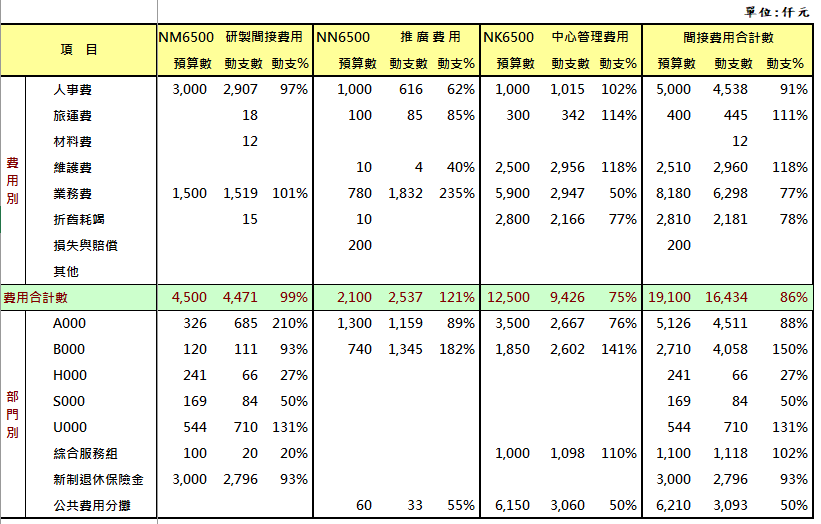 單位:仟元
項 目 NM6500 研製間接費用 NN6500 推廣費用 NK6500 中心管理費用 間接費用合計數
預算數 動支數 動支% 預算數 動支數 動支% 預算數 動支數 動支% 預算數 動支數 動支%
費用別
人事費 3,000 2,907 97% 1,000 616 62% 1,000 1,015 102% 5,000 4,538 91%
旅運費 18 100 85 85% 300 342 114% 400 445 111%
材料費 12 12
維護費 10 4 40% 2,500 2,956 118% 2,510 2,960 118%
業務費 1,500 1,519 101% 780 1,832 235% 5,900 2,947 50% 8,180 6,298 77%
折舊耗竭 15 10 2,800 2,166 77% 2,810 2,181 78%
損失與賠償 200 200
其他
費用合計數 4,500 4,471 99% 2,100 2,537 121% 12,500 9,426 75% 19,100 16,434 86%
部門別
A000 326 685 210% 1,300 1,159 89% 3,500 2,667 76% 5,126 4,511 88%
B000 120 111 93% 740 1,345 182% 1,850 2,602 141% 2,710 4,058 150%
H000 241 66 27% 241 66 27%
S000 169 84 50% 169 84 50%
U000 544 710 131% 544 710 131%
綜合服務組 100 20 20% 1,000 1,098 110% 1,100 1,118 102%
新制退休保險金 3,000 2,796 93% 3,000 2,796 93%
公共費用分攤 60 33 55% 6,150 3,060 50% 6,210 3,093 50%